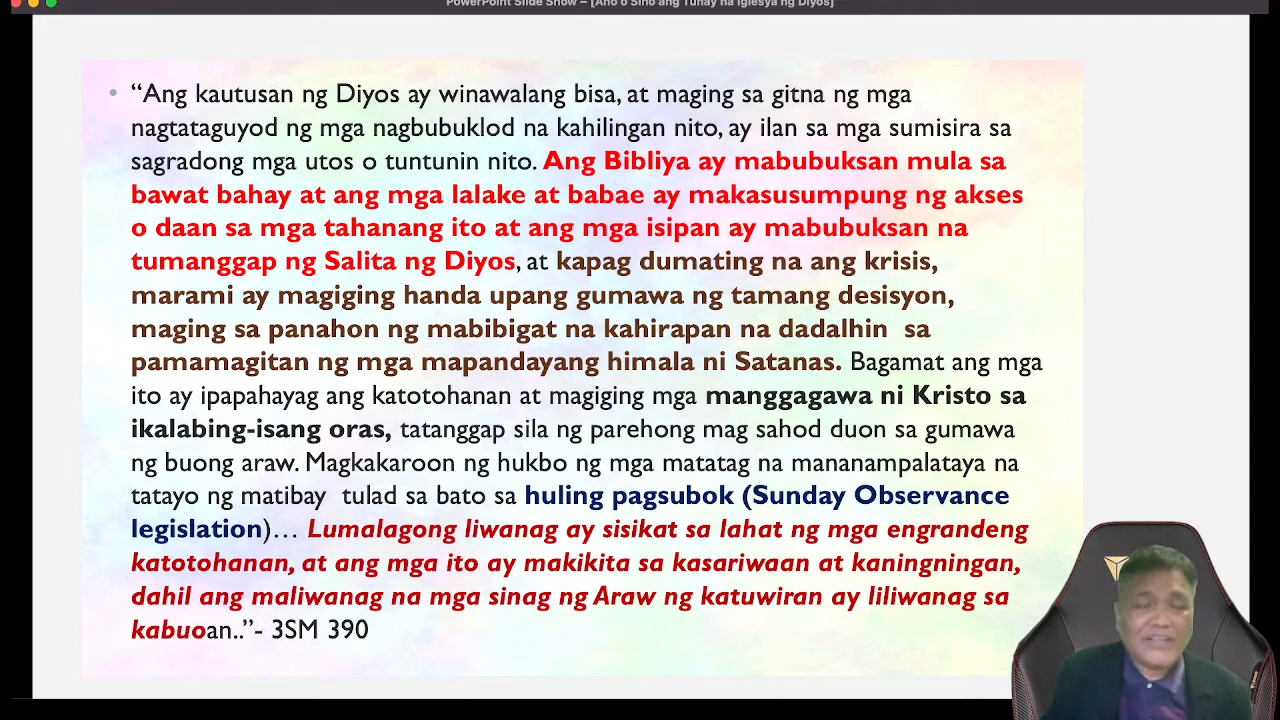 PowerPoint Slide Show – [Ano o Sino ang Tunay na Iglesya ng Diyos]
• “Ang kautusan ng Diyos ay winawalang bisa, at maging sa gitna ng mga
nagtataguyod ng mga nagbubuklod na kahilingan nito, ay ilan sa mga sumisira sa
sagradong mga utos o tuntunin nito. Ang Bibliya ay mabubuksan mula sa
bawat bahay at ang mga lalake at babae ay makasusumpung ng akses
o daan sa mga tahanang ito at ang mga isipan ay mabubuksan na
tumanggap ng Salita ng Diyos, at kapag dumating na ang krisis,
marami ay magiging handa upang gumawa ng tamang desisyon,
maging sa panahon ng mabibigat na kahirapan na dadalhin sa
pamamagitan ng mga mapandayang himala ni Satanas. Bagamat ang mga
ito ay ipapahayag ang katotohanan at magiging mga manggagawa ni Kristo sa
ikalabing-isang oras, tatanggap sila ng parehong mag sahod duon sa gumawa
ng buong araw. Magkakaroon ng hukbo ng mga matatag na mananampalataya na
tatayo ng matibay tulad sa bato sa huling pagsubok (Sunday Observance
legislation)… Lumalagong liwanag ay sisikat sa lahat ng mga engrandeng
katotohanan, at ang mga ito ay makikita sa kasariwaan at kaningningan,
dahil ang maliwanag na mga sinag ng Araw ng katuwiran ay liliwanag sa
kabuoan..”- 3SM 390